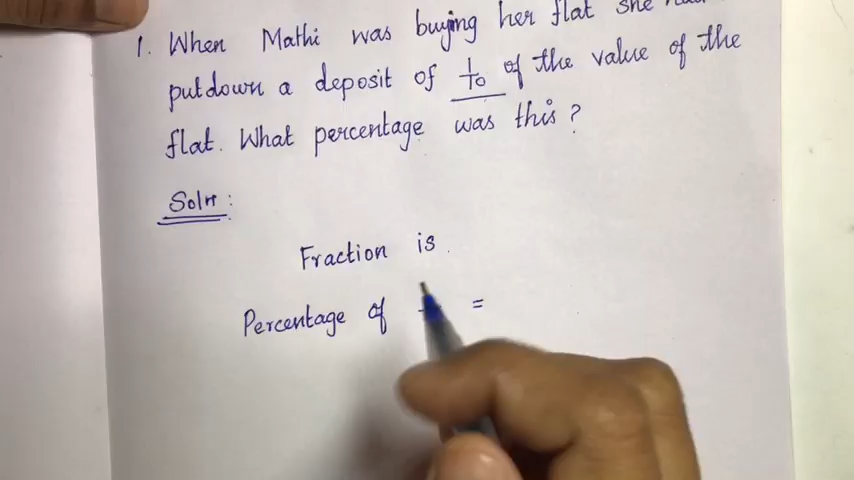 1. When Mathi was buying her flat she
putdown a deposit of 1/10 of the value of the
flat. What percentage was this?
Soln:
Fraction is
Percentage of =